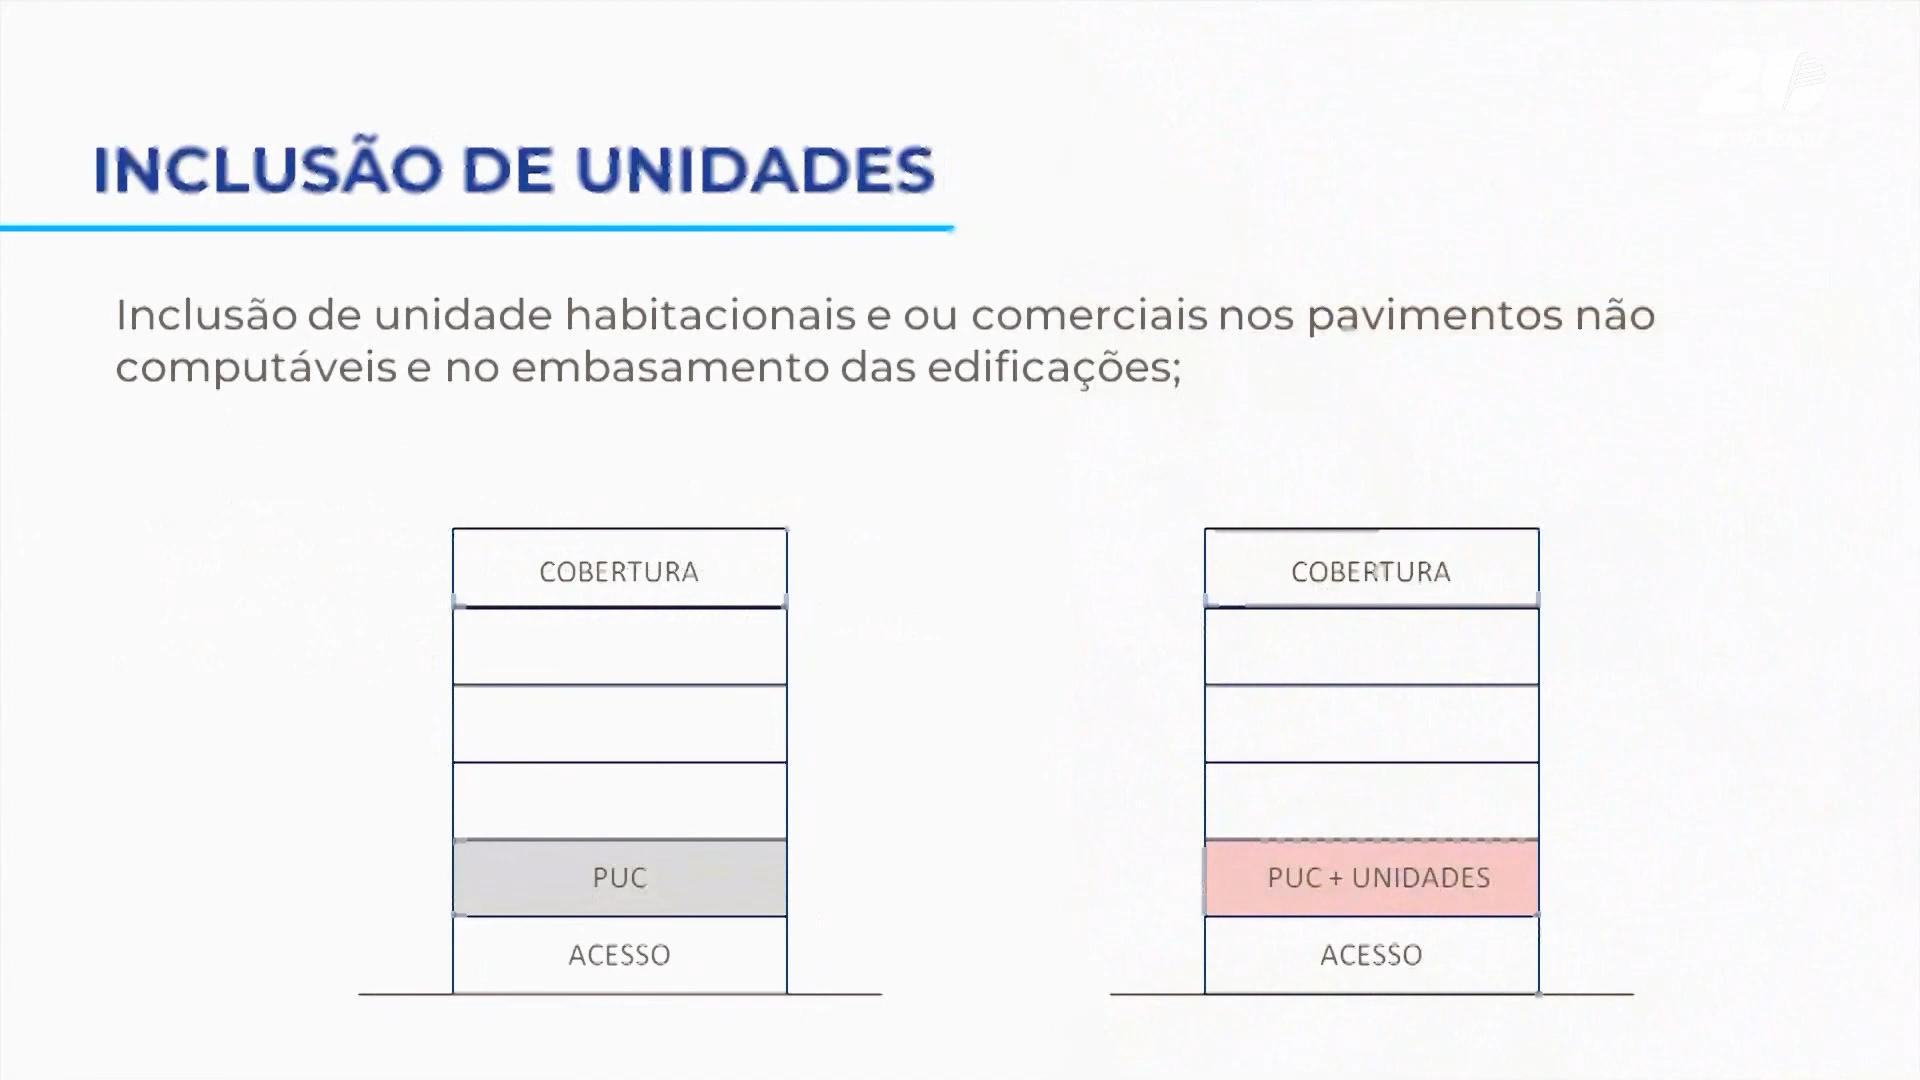 INCLUSÃO DE UNIDADES
Inclusão de unidade habitacionais e ou comerciais nos pavimentos não
computáveis e no embasamento das edificações;
COBERTURA
PUC
ACESSO
COBERTURA
PUC + UNIDADES
ACESSO